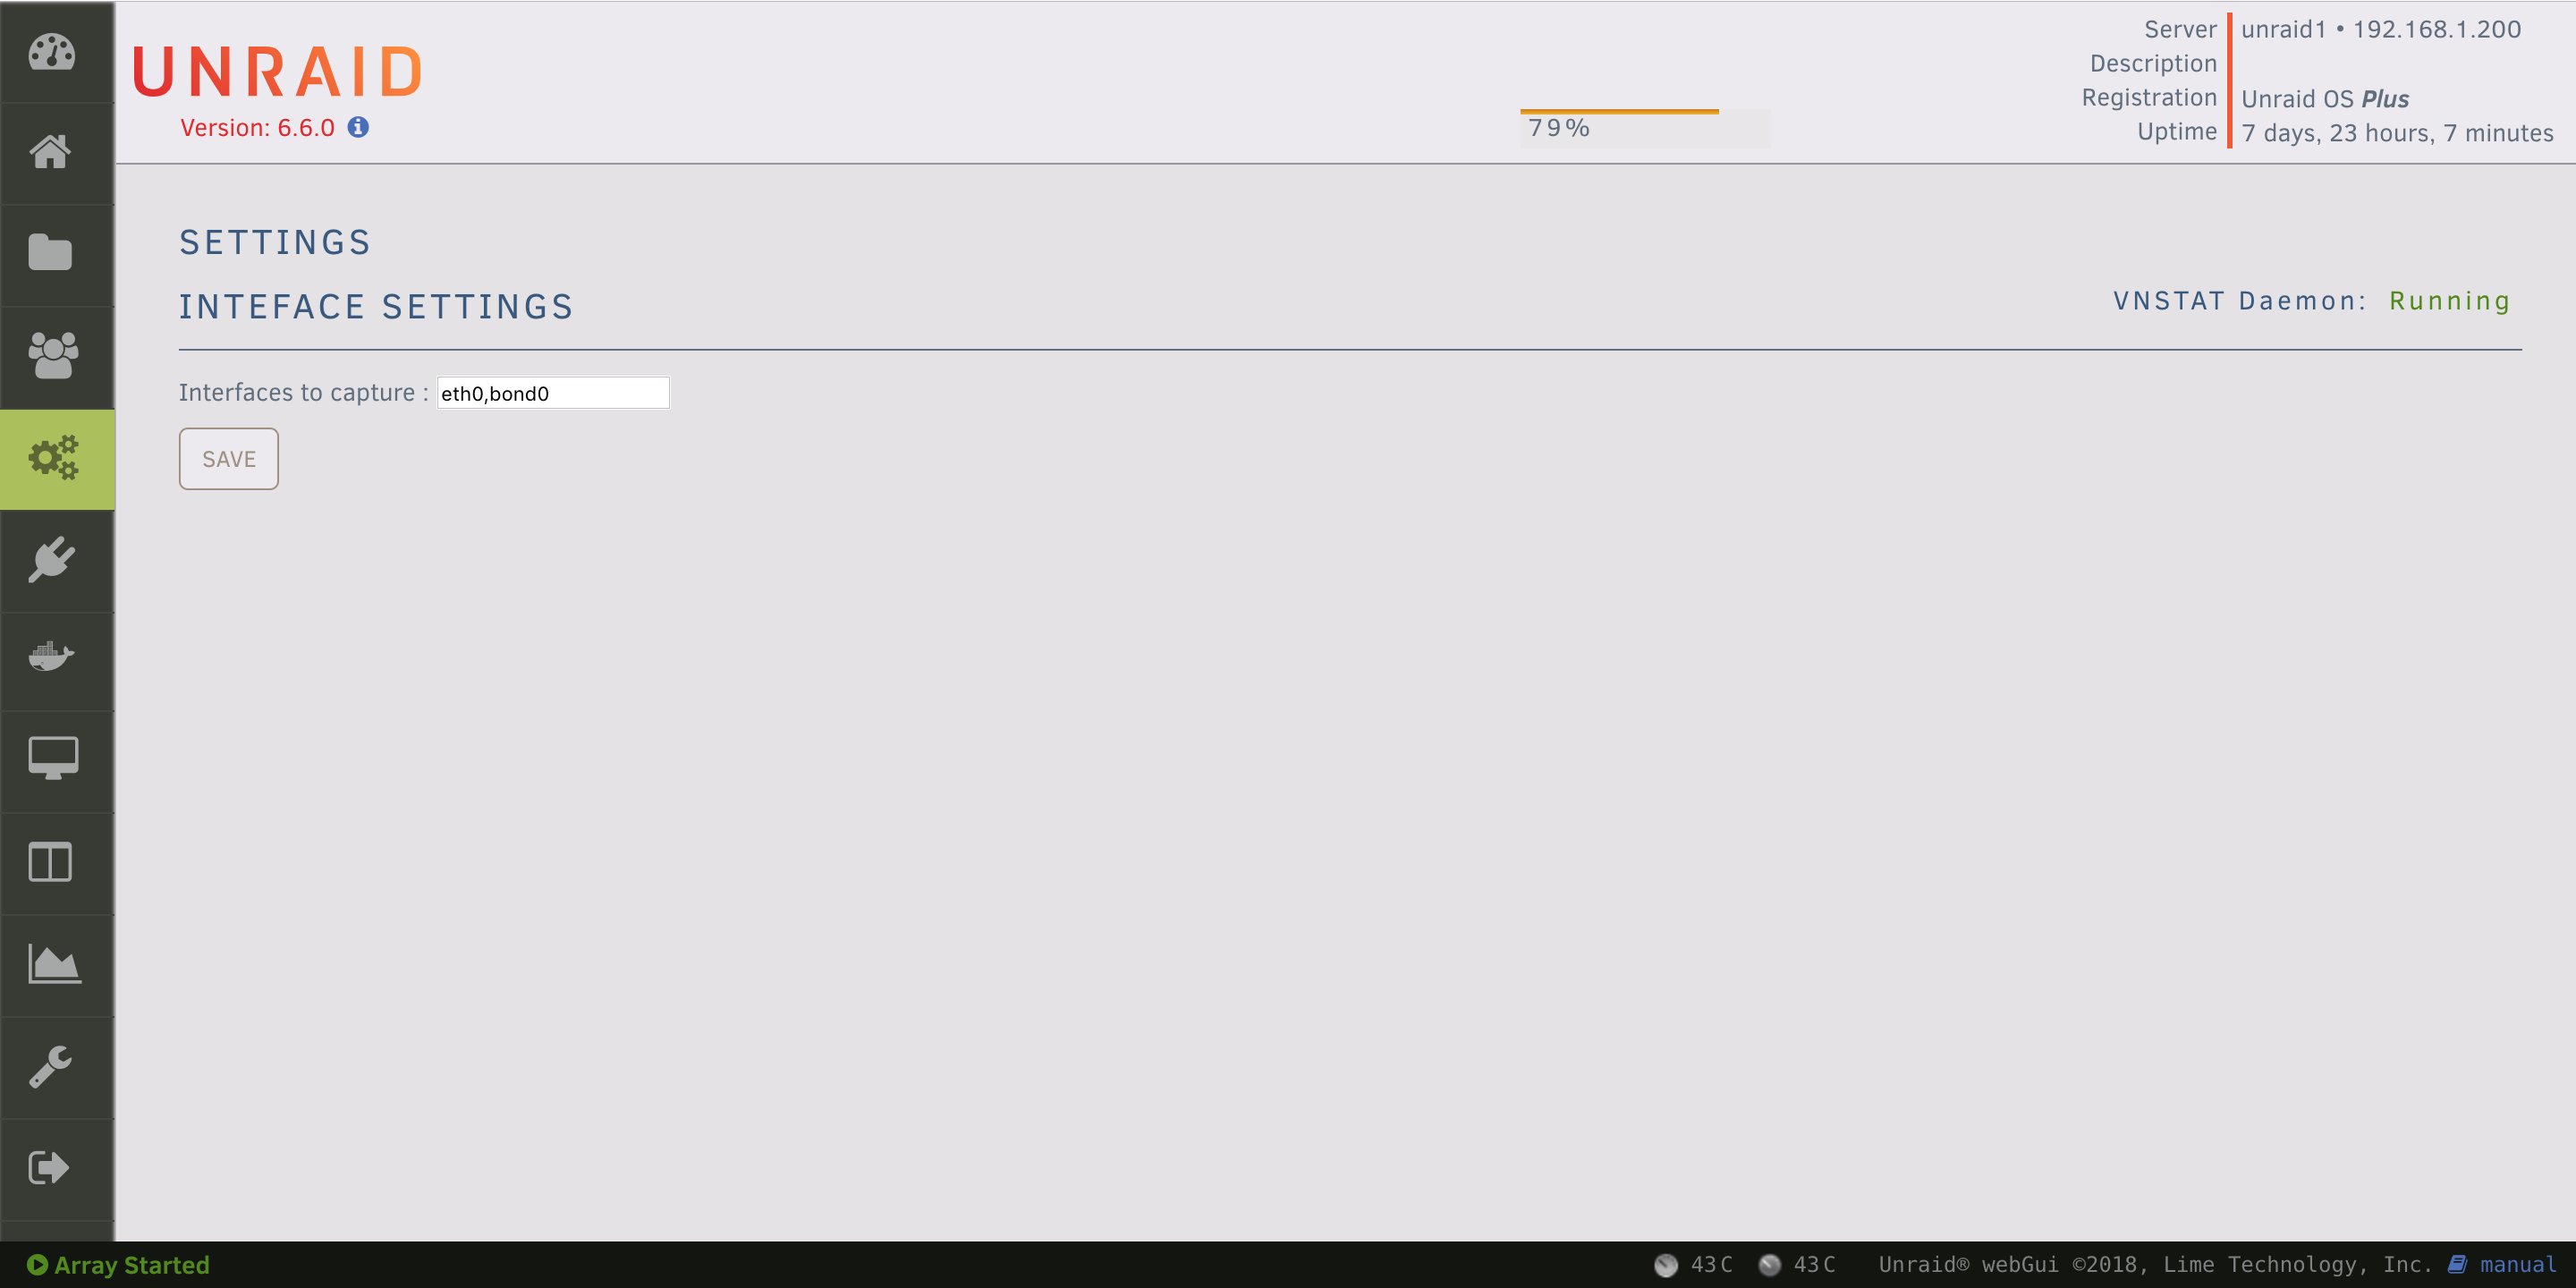 UNRAID
Version: 6.6.0
79%
Server unraid1 • 192.168.1.200
Description
Registration Unraid OS Plus
Uptime 7 days, 23 hours, 7 minutes
SETTINGS
INTEFACE SETTINGS
VNSTAT Daemon: Running
Interfaces to capture : eth0,bond0
SAVE
Array Started
43 C 43 C Unraid® webGui ©2018, Lime Technology, Inc. manual